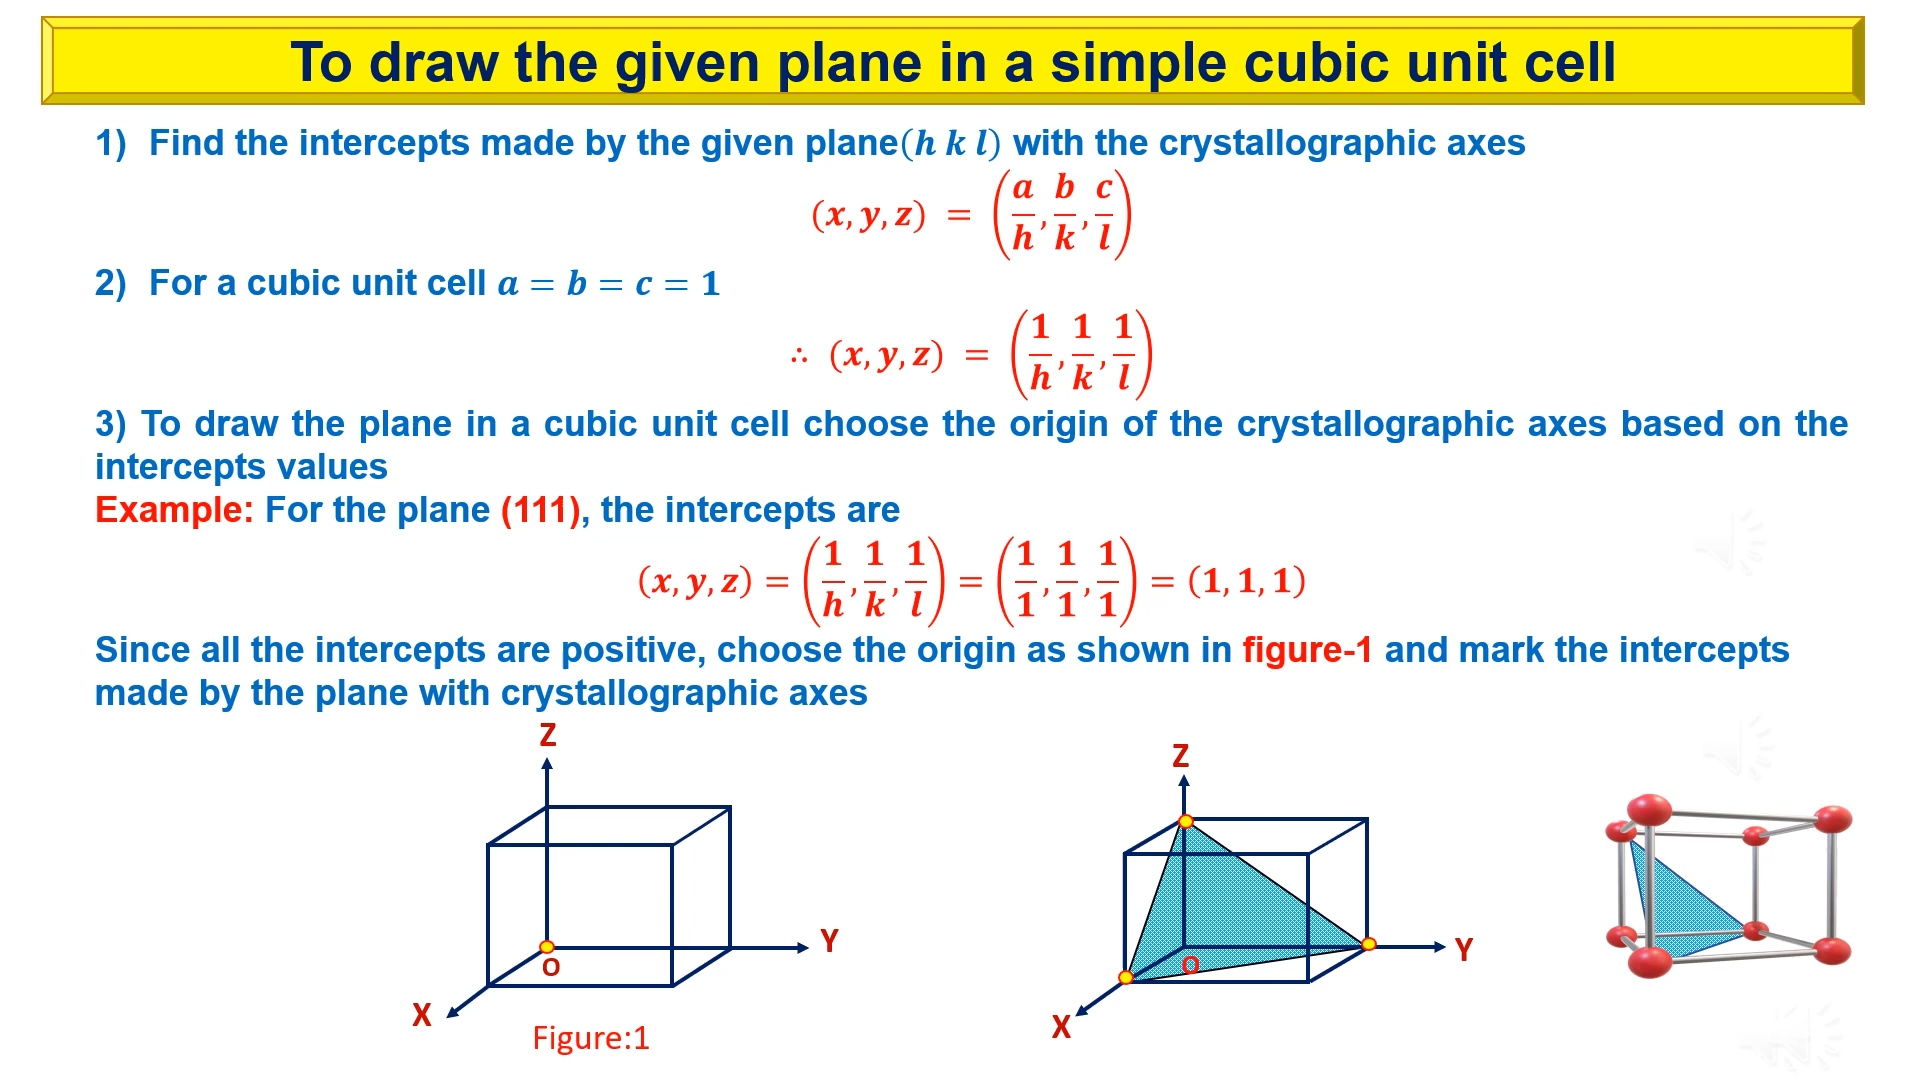 To draw the given plane in a simple cubic unit cell
1) Find the intercepts made by the given plane(h k l) with the crystallographic axes
(x, y, z) = (a/h, b/k, c/l)
2) For a cubic unit cell a = b = c = 1
∴ (x, y, z) = (1/h, 1/k, 1/l)
3) To draw the plane in a cubic unit cell choose the origin of the crystallographic axes based on the
intercepts values
Example: For the plane (111), the intercepts are
(x, y, z) = (1/h, 1/k, 1/l) = (1/1, 1/1, 1/1) = (1, 1, 1)
Since all the intercepts are positive, choose the origin as shown in figure-1 and mark the intercepts
made by the plane with crystallographic axes
Z
Y
O
X
Figure:1
Z
Y
O
X